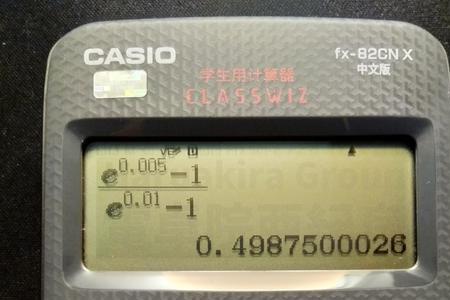 CASIO
fx-82CN X
中文版
学生用计算器
CLASSWIZ
e^0.005-1
e^0.01-1
0.4987500026